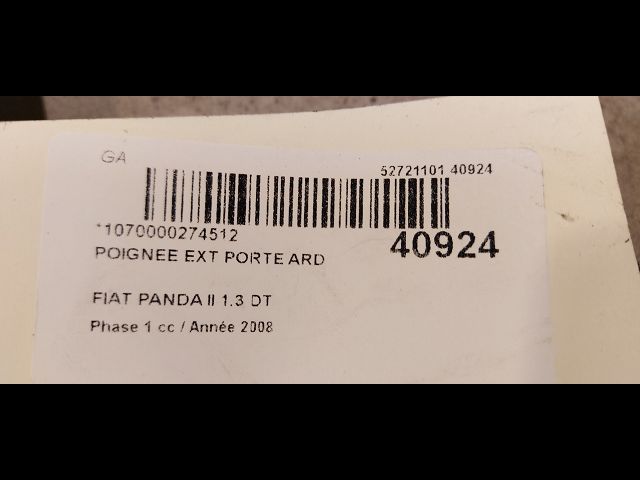 GA
52721101 40924
*1070000274512
40924
POIGNEE EXT PORTE ARD
FIAT PANDA II 1.3 DT
Phase 1 cc / Année 2008